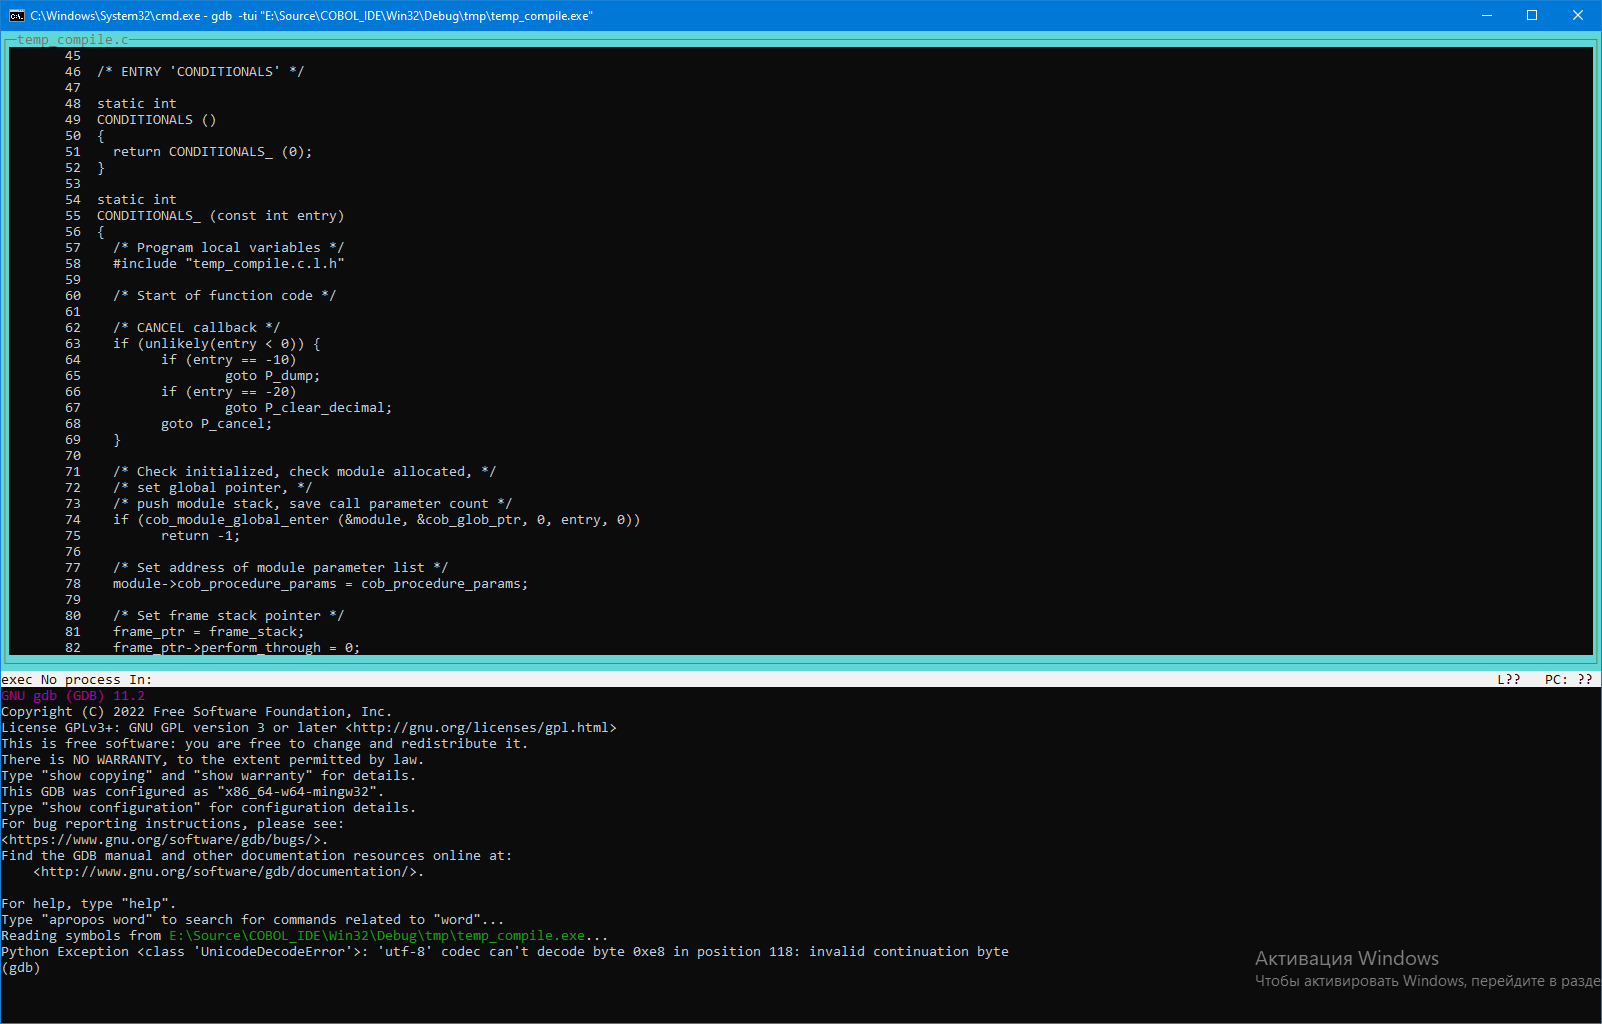 C:\Windows\System32\cmd.exe - gdb  -tui "E:\Source\COBOL_IDE\Win32\Debug\tmp\temp_compile.exe"
temp_compile.c
45
46  /* ENTRY 'CONDITIONALS' */
47
48  static int
49  CONDITIONALS ()
50  {
51    return CONDITIONALS_ (0);
52  }
53
54  static int
55  CONDITIONALS_ (const int entry)
56  {
57    /* Program local variables */
58    #include "temp_compile.c.l.h"
59
60    /* Start of function code */
61
62    /* CANCEL callback */
63    if (unlikely(entry < 0)) {
64          if (entry == -10)
65                  goto P_dump;
66          if (entry == -20)
67                  goto P_clear_decimal;
68          goto P_cancel;
69    }
70
71    /* Check initialized, check module allocated, */
72    /* set global pointer, */
73    /* push module stack, save call parameter count */
74    if (cob_module_global_enter (&module, &cob_glob_ptr, 0, entry, 0))
75          return -1;
76
77    /* Set address of module parameter list */
78    module->cob_procedure_params = cob_procedure_params;
79
80    /* Set frame stack pointer */
81    frame_ptr = frame_stack;
82    frame_ptr->perform_through = 0;
exec No process In: L?? PC: ??
GNU gdb (GDB) 11.2
Copyright (C) 2022 Free Software Foundation, Inc.
License GPLv3+: GNU GPL version 3 or later <http://gnu.org/licenses/gpl.html>
This is free software: you are free to change and redistribute it.
There is NO WARRANTY, to the extent permitted by law.
Type "show copying" and "show warranty" for details.
This GDB was configured as "x86_64-w64-mingw32".
Type "show configuration" for configuration details.
For bug reporting instructions, please see:
<https://www.gnu.org/software/gdb/bugs/>.
Find the GDB manual and other documentation resources online at:
    <http://www.gnu.org/software/gdb/documentation/>.
For help, type "help".
Type "apropos word" to search for commands related to "word"...
Reading symbols from E:\Source\COBOL_IDE\Win32\Debug\tmp\temp_compile.exe...
Python Exception <class 'UnicodeDecodeError'>: 'utf-8' codec can't decode byte 0xe8 in position 118: invalid continuation byte
(gdb)
Активация Windows
Чтобы активировать Windows, перейдите в разде